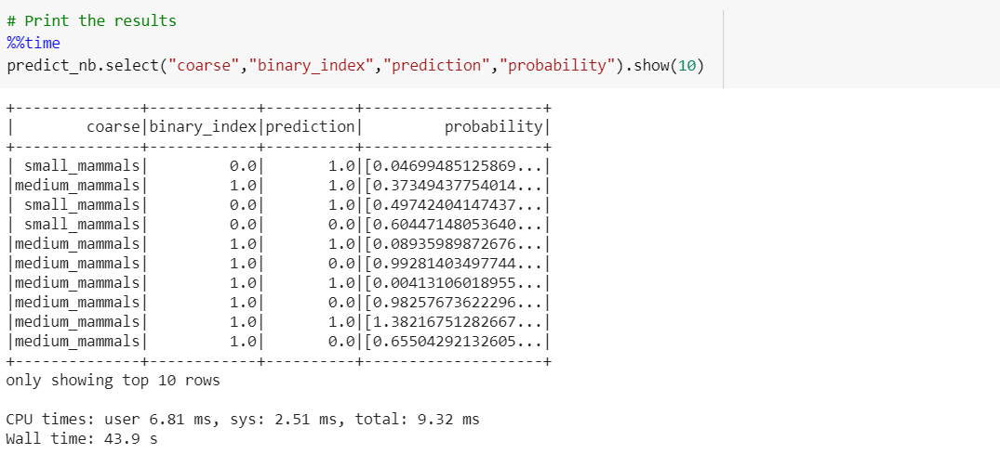 # Print the results
%%time
predict_nb.select("coarse","binary_index","prediction","probability").show(10)
+--------------+------------+----------+--------------------+
|        coarse|binary_index|prediction|         probability|
+--------------+------------+----------+--------------------+
| small_mammals|         0.0|       1.0|[0.04699485125869...|
|medium_mammals|         1.0|       1.0|[0.37349437754014...|
| small_mammals|         0.0|       1.0|[0.49742404147437...|
| small_mammals|         0.0|       0.0|[0.60447148053640...|
|medium_mammals|         1.0|       1.0|[0.08935989872676...|
|medium_mammals|         1.0|       0.0|[0.99281403497744...|
|medium_mammals|         1.0|       1.0|[0.00413106018955...|
|medium_mammals|         1.0|       0.0|[0.98257673622296...|
|medium_mammals|         1.0|       1.0|[1.38216751282667...|
|medium_mammals|         1.0|       0.0|[0.65504292132605...|
+--------------+------------+----------+--------------------+
only showing top 10 rows
CPU times: user 6.81 ms, sys: 2.51 ms, total: 9.32 ms
Wall time: 43.9 s